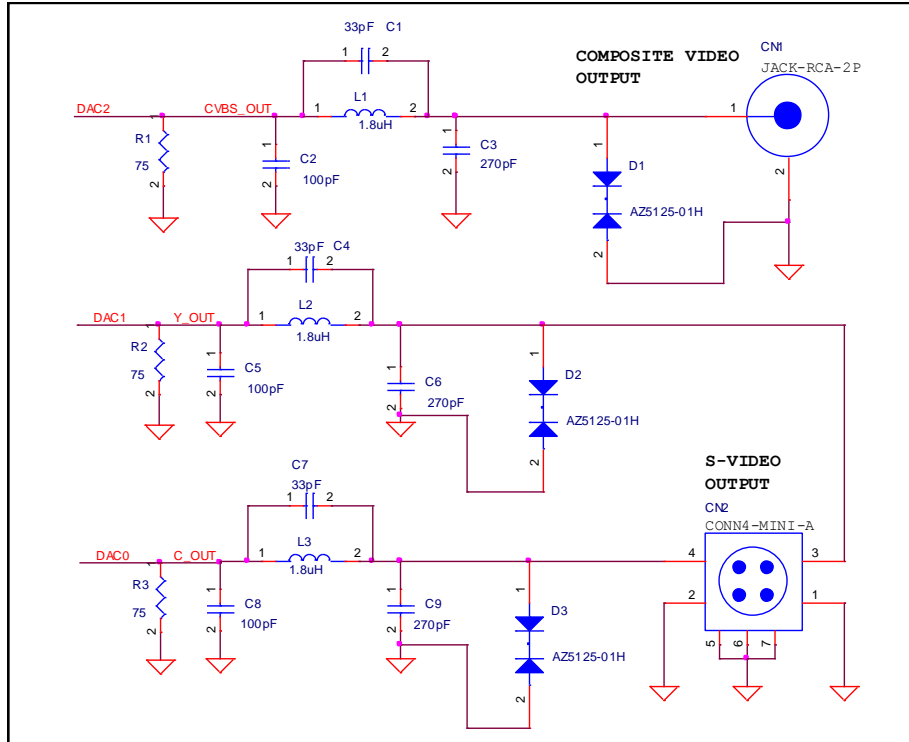 33pF C1
1 2
COMPOSITE VIDEO
OUTPUT
CN1
JACK-RCA-2P
DAC2 CVBS_OUT 1 L1 2 1
1.8uH
R1
75
1
2
1
2
C2
100pF
1
2
C3
270pF
1
2
D1
AZ5125-01H
2
33pF C4
1 2
DAC1 Y_OUT 1 L2 2
1.8uH
1
2
R2
75
1
2
C5
100pF
1
2
C6
270pF
1
2
D2
AZ5125-01H
S-VIDEO
OUTPUT
CN2
CONN4-MINI-A
C7
33pF
1 2
DAC0 C_OUT 1 L3 2 4 3
1.8uH
1
2
R3
75
1
2
C8
100pF
1
2
C9
270pF
1
2
D3
AZ5125-01H
2 1
5 6 7